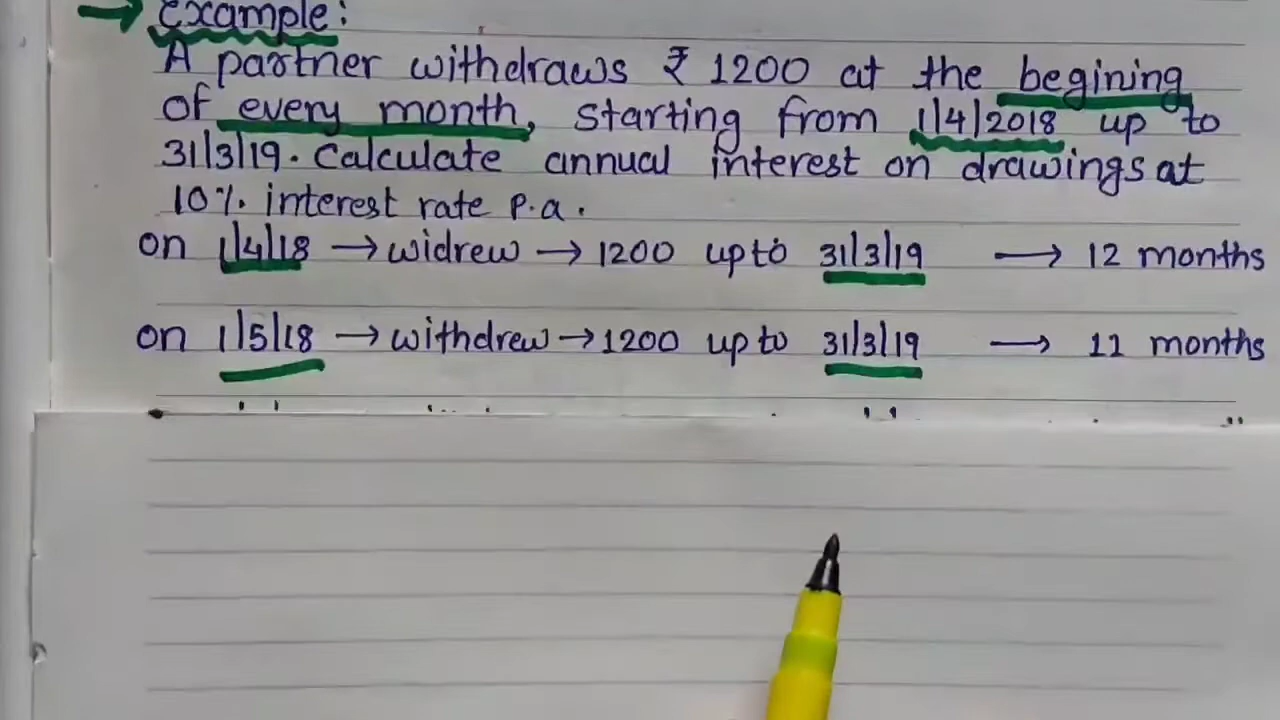 → Example:
A partner withdraws ₹ 1200 at the begining
of every month, starting from 1/4/2018 up to
31/3/19. Calculate annual interest on drawings at
10%. interest rate p.a.
on 1/4/18 → widrew → 1200 upto 31/3/19 → 12 months
on 1/5/18 → withdrew → 1200 up to 31/3/19 → 11 months